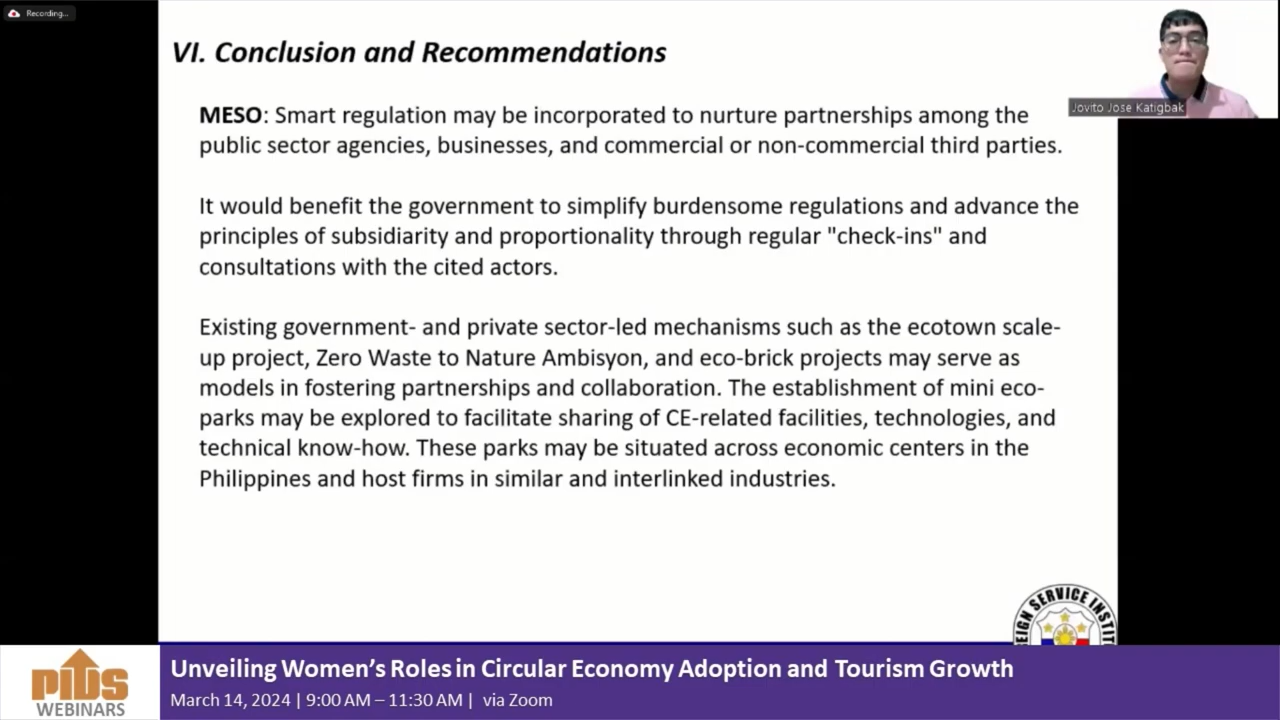 Recording...
VI. Conclusion and Recommendations
Jovito Jose Katigbak
MESO: Smart regulation may be incorporated to nurture partnerships among the
public sector agencies, businesses, and commercial or non-commercial third parties.
It would benefit the government to simplify burdensome regulations and advance the
principles of subsidiarity and proportionality through regular "check-ins" and
consultations with the cited actors.
Existing government- and private sector-led mechanisms such as the ecotown scale-
up project, Zero Waste to Nature Ambisyon, and eco-brick projects may serve as
models in fostering partnerships and collaboration. The establishment of mini eco-
parks may be explored to facilitate sharing of CE-related facilities, technologies, and
technical know-how. These parks may be situated across economic centers in the
Philippines and host firms in similar and interlinked industries.
EIGN SERVICE INSTI
pids
WEBINARS
Unveiling Women's Roles in Circular Economy Adoption and Tourism Growth
March 14, 2024 | 9:00 AM – 11:30 AM | via Zoom